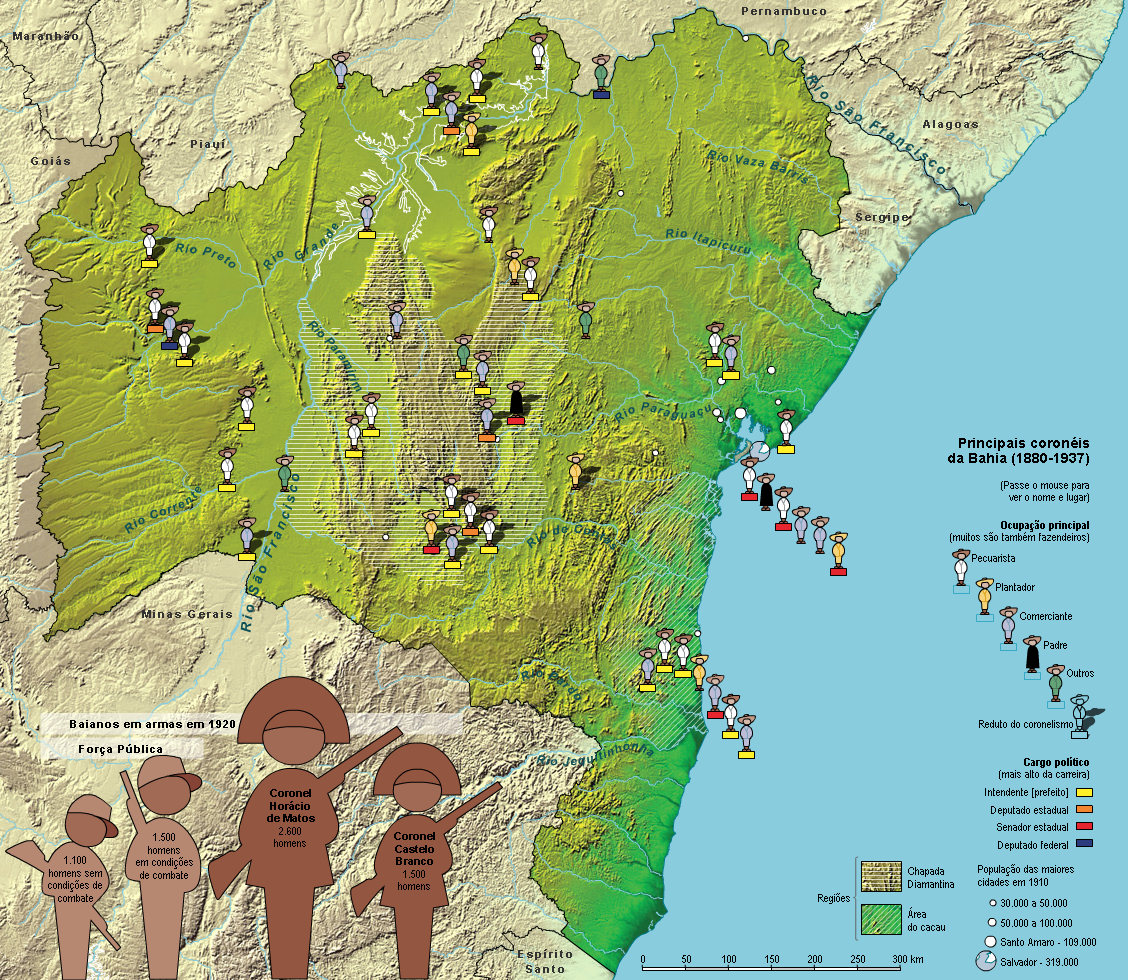 Pernambuco
Maranhão
Rio São Francisco
Alagoas
Piauí
Goiás
Rio Vaza Barris
Sergipe
Rio Itapicuru
Rio Grande
Rio Preto
Rio Paramirim
Rio Paraguaçu
Principais coronéis
da Bahia (1880-1937)
(Passe o mouse para
ver o nome e lugar)
Ocupação principal
(muitos são também fazendeiros)
Pecuarista
Plantador
Comerciante
Padre
Outros
Reduto do coronelismo
Cargo político
(mais alto da carreira)
Intendente [prefeito]
Deputado estadual
Senador estadual
Deputado federal
População das maiores
cidades em 1910
30.000 a 50.000
50.000 a 100.000
Santo Amaro - 109.000
Salvador - 319.000
Regiões
Chapada
Diamantina
Área
do cacau
0 50 100 150 200 250 300 km
Rio Corrente
Rio São Francisco
Rio de Contas
Minas Gerais
Rio Jequitinhonha
Espírito
Santo
Baianos em armas em 1920
Força Pública
1.100
homens sem
condições de
combate
1.500
homens
em condições
de combate
Coronel
Horácio
de Matos
2.600
homens
Coronel
Castelo
Branco
1.500
homens